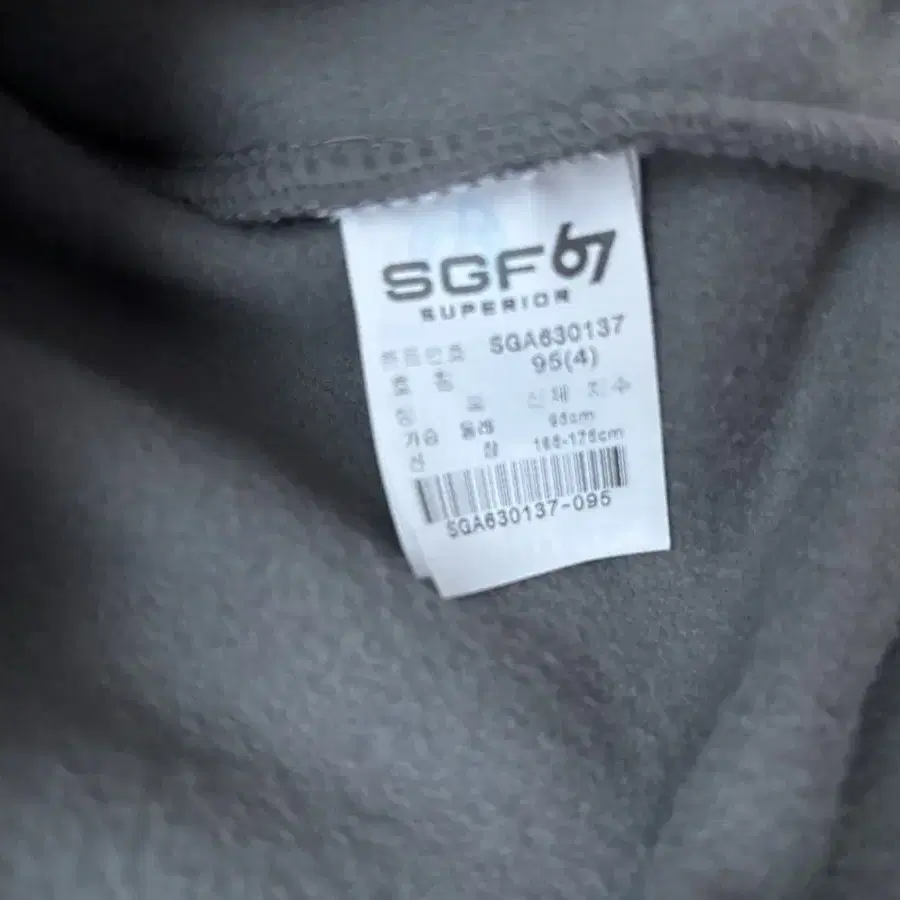 SGF67
SUPERIOR
품목번호 SGA630137
호 칭 95(4)
신체 치수
가슴 둘레 95cm
신 장 165-175cm
SGA630137-095